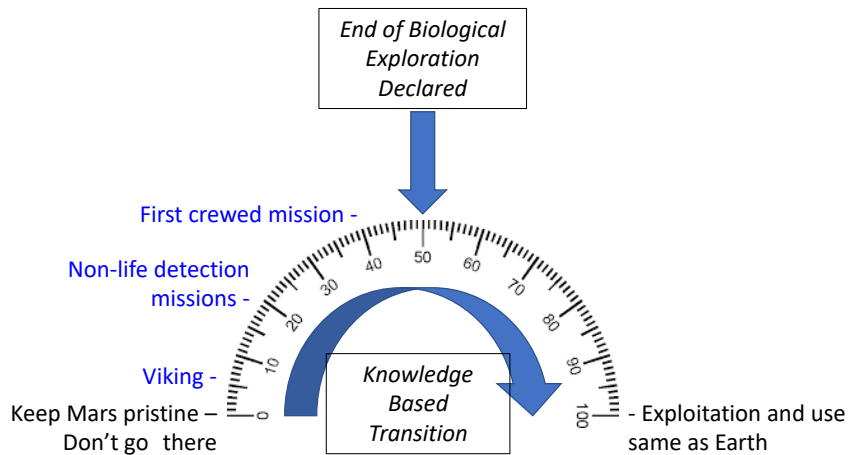 End of Biological
Exploration
Declared
First crewed mission -
Non-life detection
missions -
Viking -
Keep Mars pristine –
Don’t go there
0
10
20
30
40
50
60
70
80
90
100
Knowledge
Based
Transition
- Exploitation and use
same as Earth